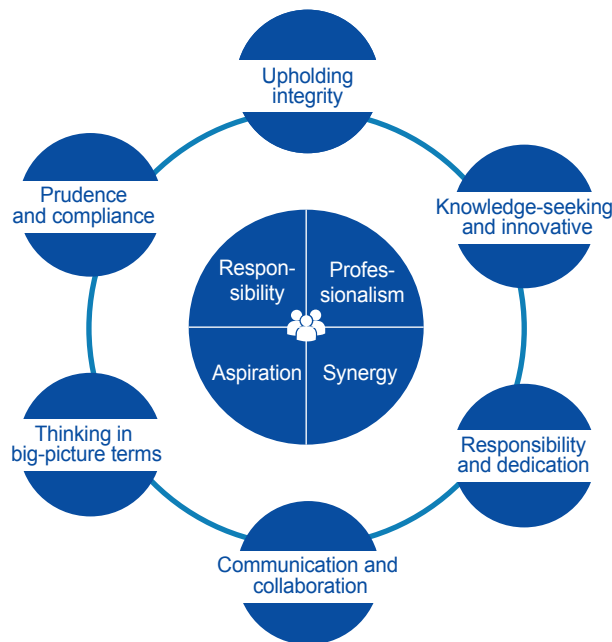 Upholding
integrity
Prudence
and compliance
Knowledge-seeking
and innovative
Respon-
sibility
Profes-
sionalism
Aspiration
Synergy
Thinking in
big-picture terms
Responsibility
and dedication
Communication and
collaboration